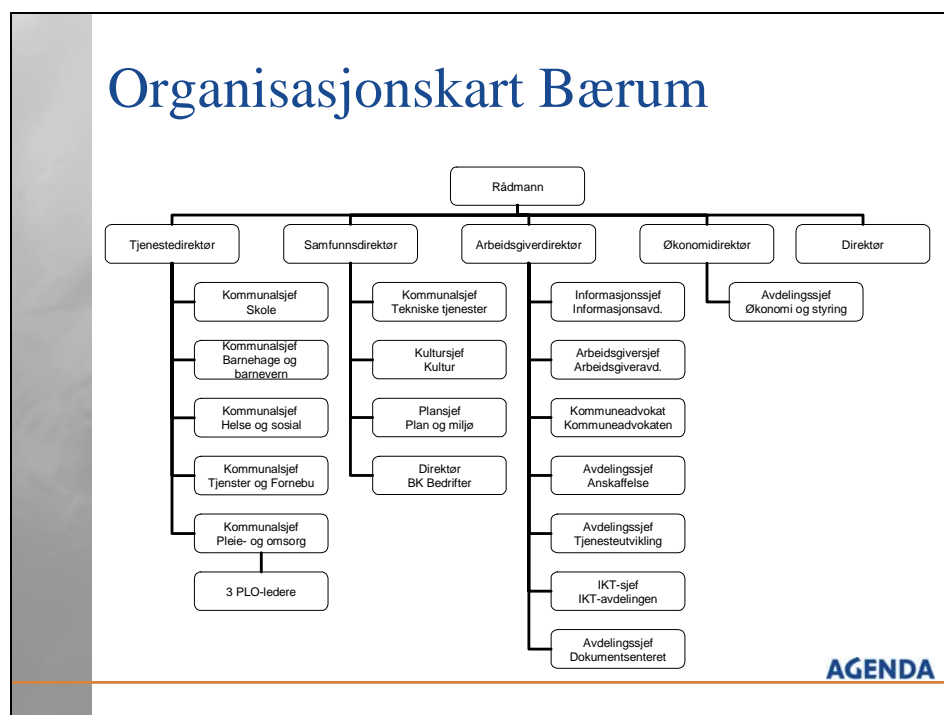 Organisasjonskart Bærum
Rådmann
Tjenestedirektør
Samfunnsdirektør
Arbeidsgiverdirektør
Økonomidirektør
Direktør
Kommunalsjef
Skole
Kommunalsjef
Barnehage og
barnevern
Kommunalsjef
Helse og sosial
Kommunalsjef
Tjenster og Fornebu
Kommunalsjef
Pleie- og omsorg
3 PLO-ledere
Kommunalsjef
Tekniske tjenester
Kultursjef
Kultur
Plansjef
Plan og miljø
Direktør
BK Bedrifter
Informasjonssjef
Informasjonsavd.
Arbeidsgiversjef
Arbeidsgiveravd.
Kommuneadvokat
Kommuneadvokaten
Avdelingssjef
Anskaffelse
Avdelingssjef
Tjenesteutvikling
IKT-sjef
IKT-avdelingen
Avdelingssjef
Dokumentsenteret
Avdelingssjef
Økonomi og styring
AGENDA